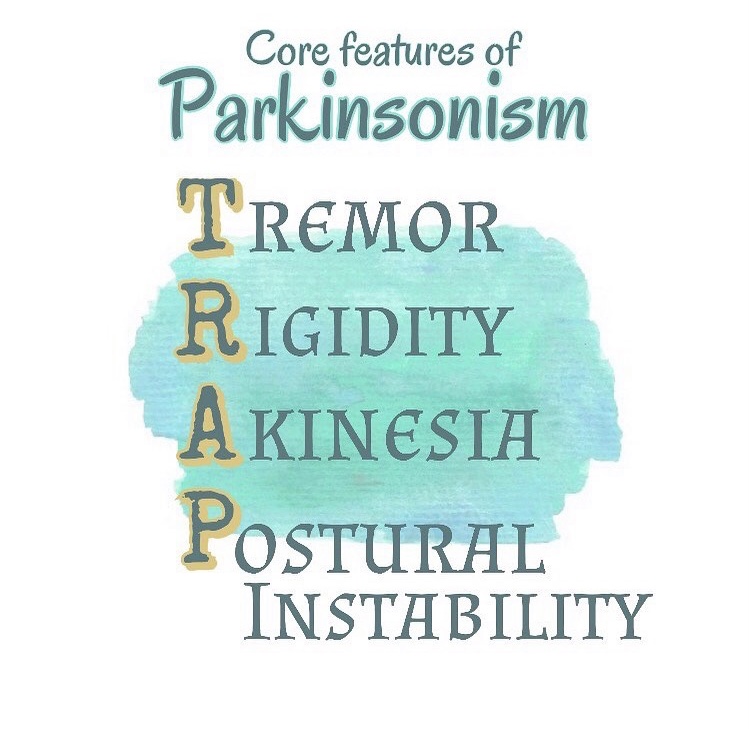 Core features of
Parkinsonism
TREMOR
RIGIDITY
AKINESIA
POSTURAL
INSTABILITY